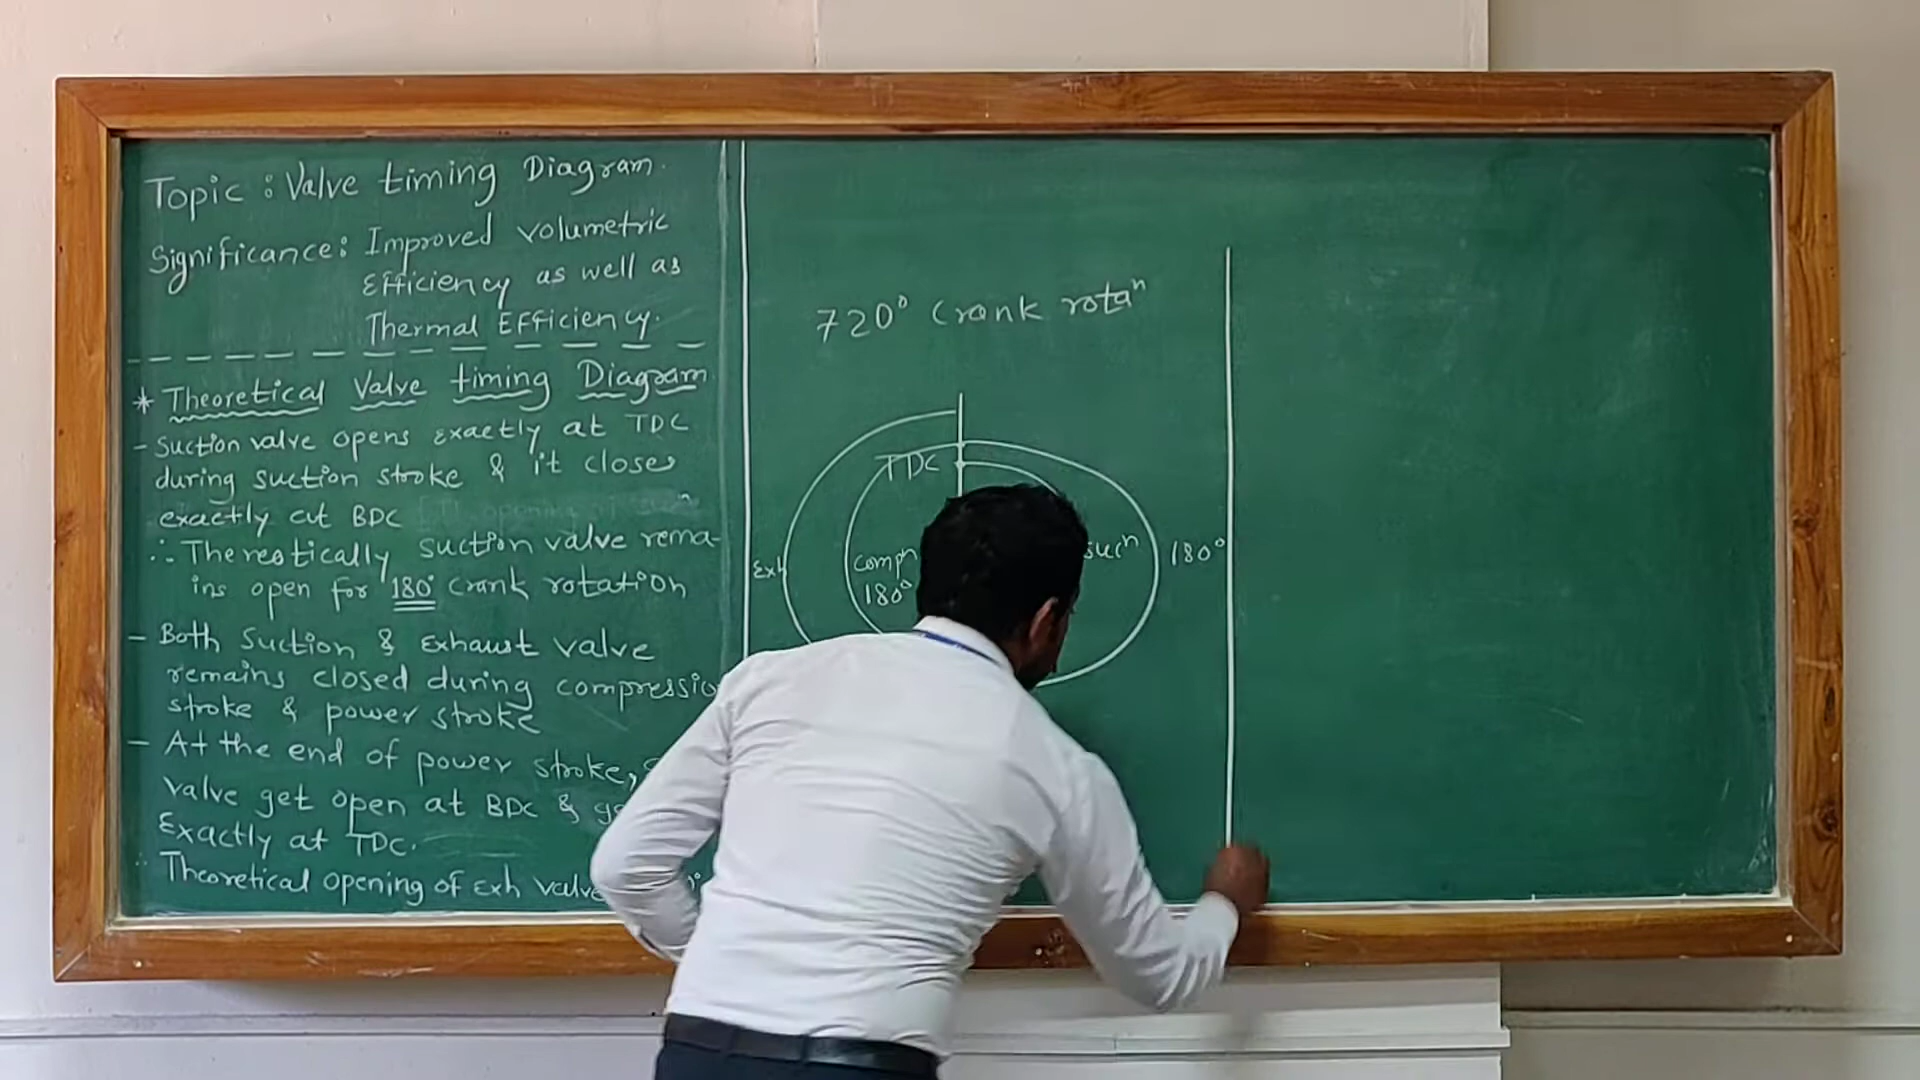 Topic : Valve timing Diagram.
Significance: Improved volumetric
Efficiency as well as
Thermal Efficiency.
* Theoretical Valve timing Diagram
- Suction valve opens exactly at TDC
during suction stroke & it closes
exactly at BDC
∴ Therestically suction valve rema-
ins open for 180° Crank rotation
- Both Suction & Exhaust valve
remains closed during compressio
stroke & power stroke
- At the end of power stroke,
valve get open at BDC &
Exactly at TDC.
∴ Theoretical opening of Exh valve
720° Crank rotaⁿ
TDC
Exh
Compⁿ
180°
sucⁿ
180°